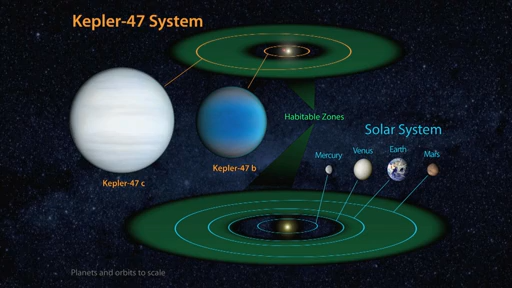 Kepler-47 System
Habitable Zones
Kepler-47 c
Kepler-47 b
Solar System
Mercury
Venus
Earth
Mars
Planets and orbits to scale